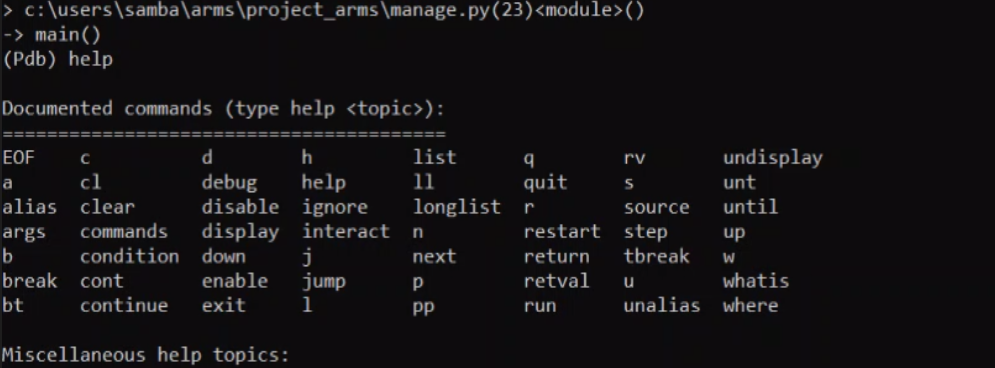 > c:\users\samba\arms\project_arms\manage.py(23)<module>()
-> main()
(Pdb) help
Documented commands (type help <topic>):
========================================
EOF    c          d        h         list      q        rv       undisplay
a      cl         debug    help      ll        quit     s        unt
alias  clear      disable  ignore    longlist  r        source   until
args   commands   display  interact  n         restart  step     up
b      condition  down     j         next      return   tbreak   w
break  cont       enable   jump      p         retval   u        whatis
bt     continue   exit     l         pp        run      unalias  where
Miscellaneous help topics: